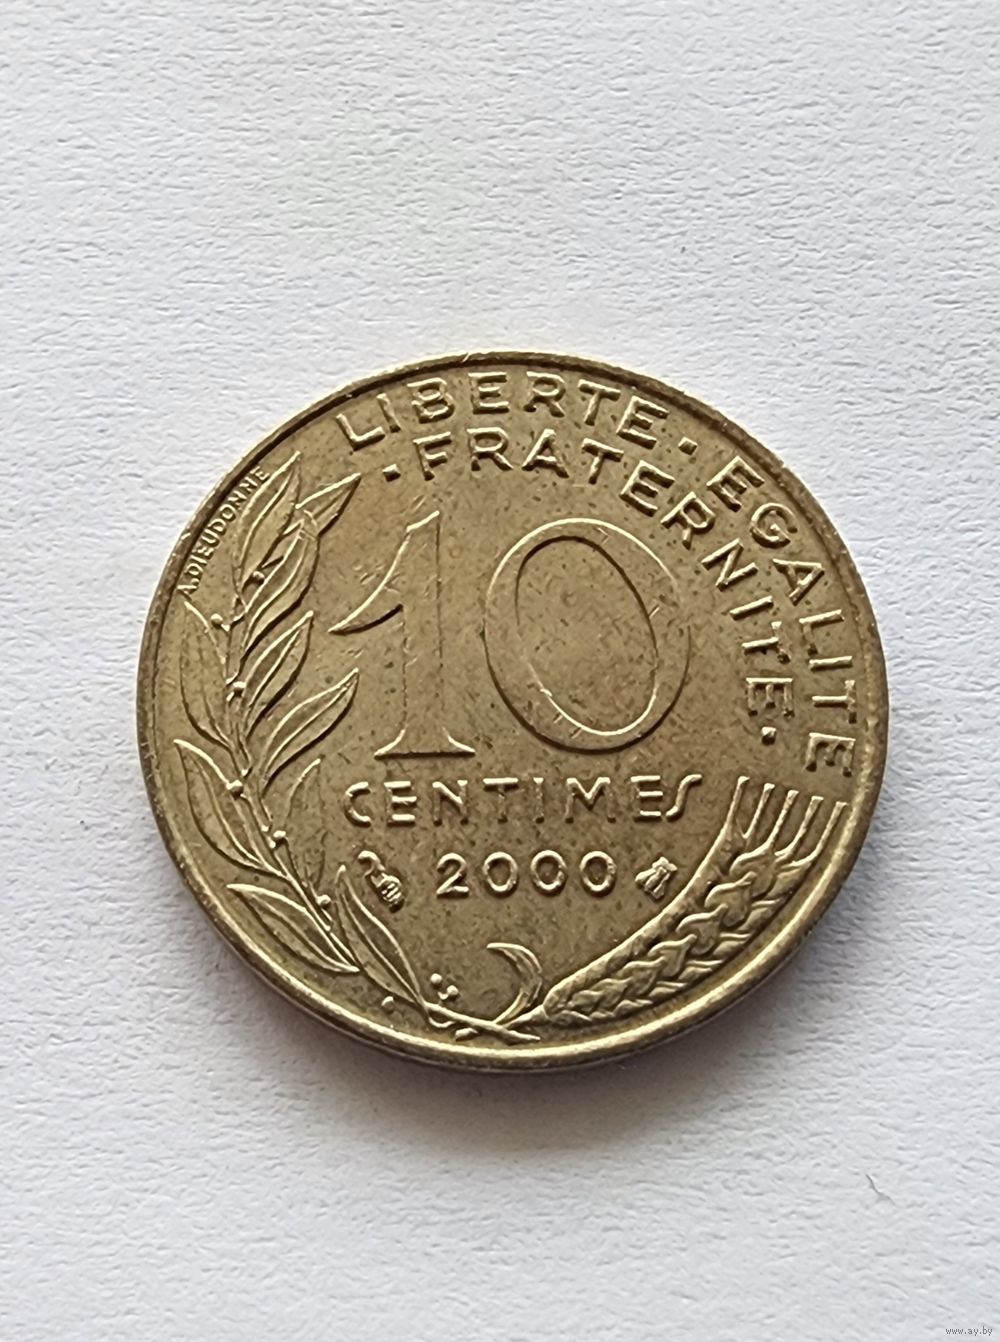 LIBERTE · EGALITE
· FRATERNITE ·
A.DIEUDONNE
10
CENTIMES
2000
www.ay.by